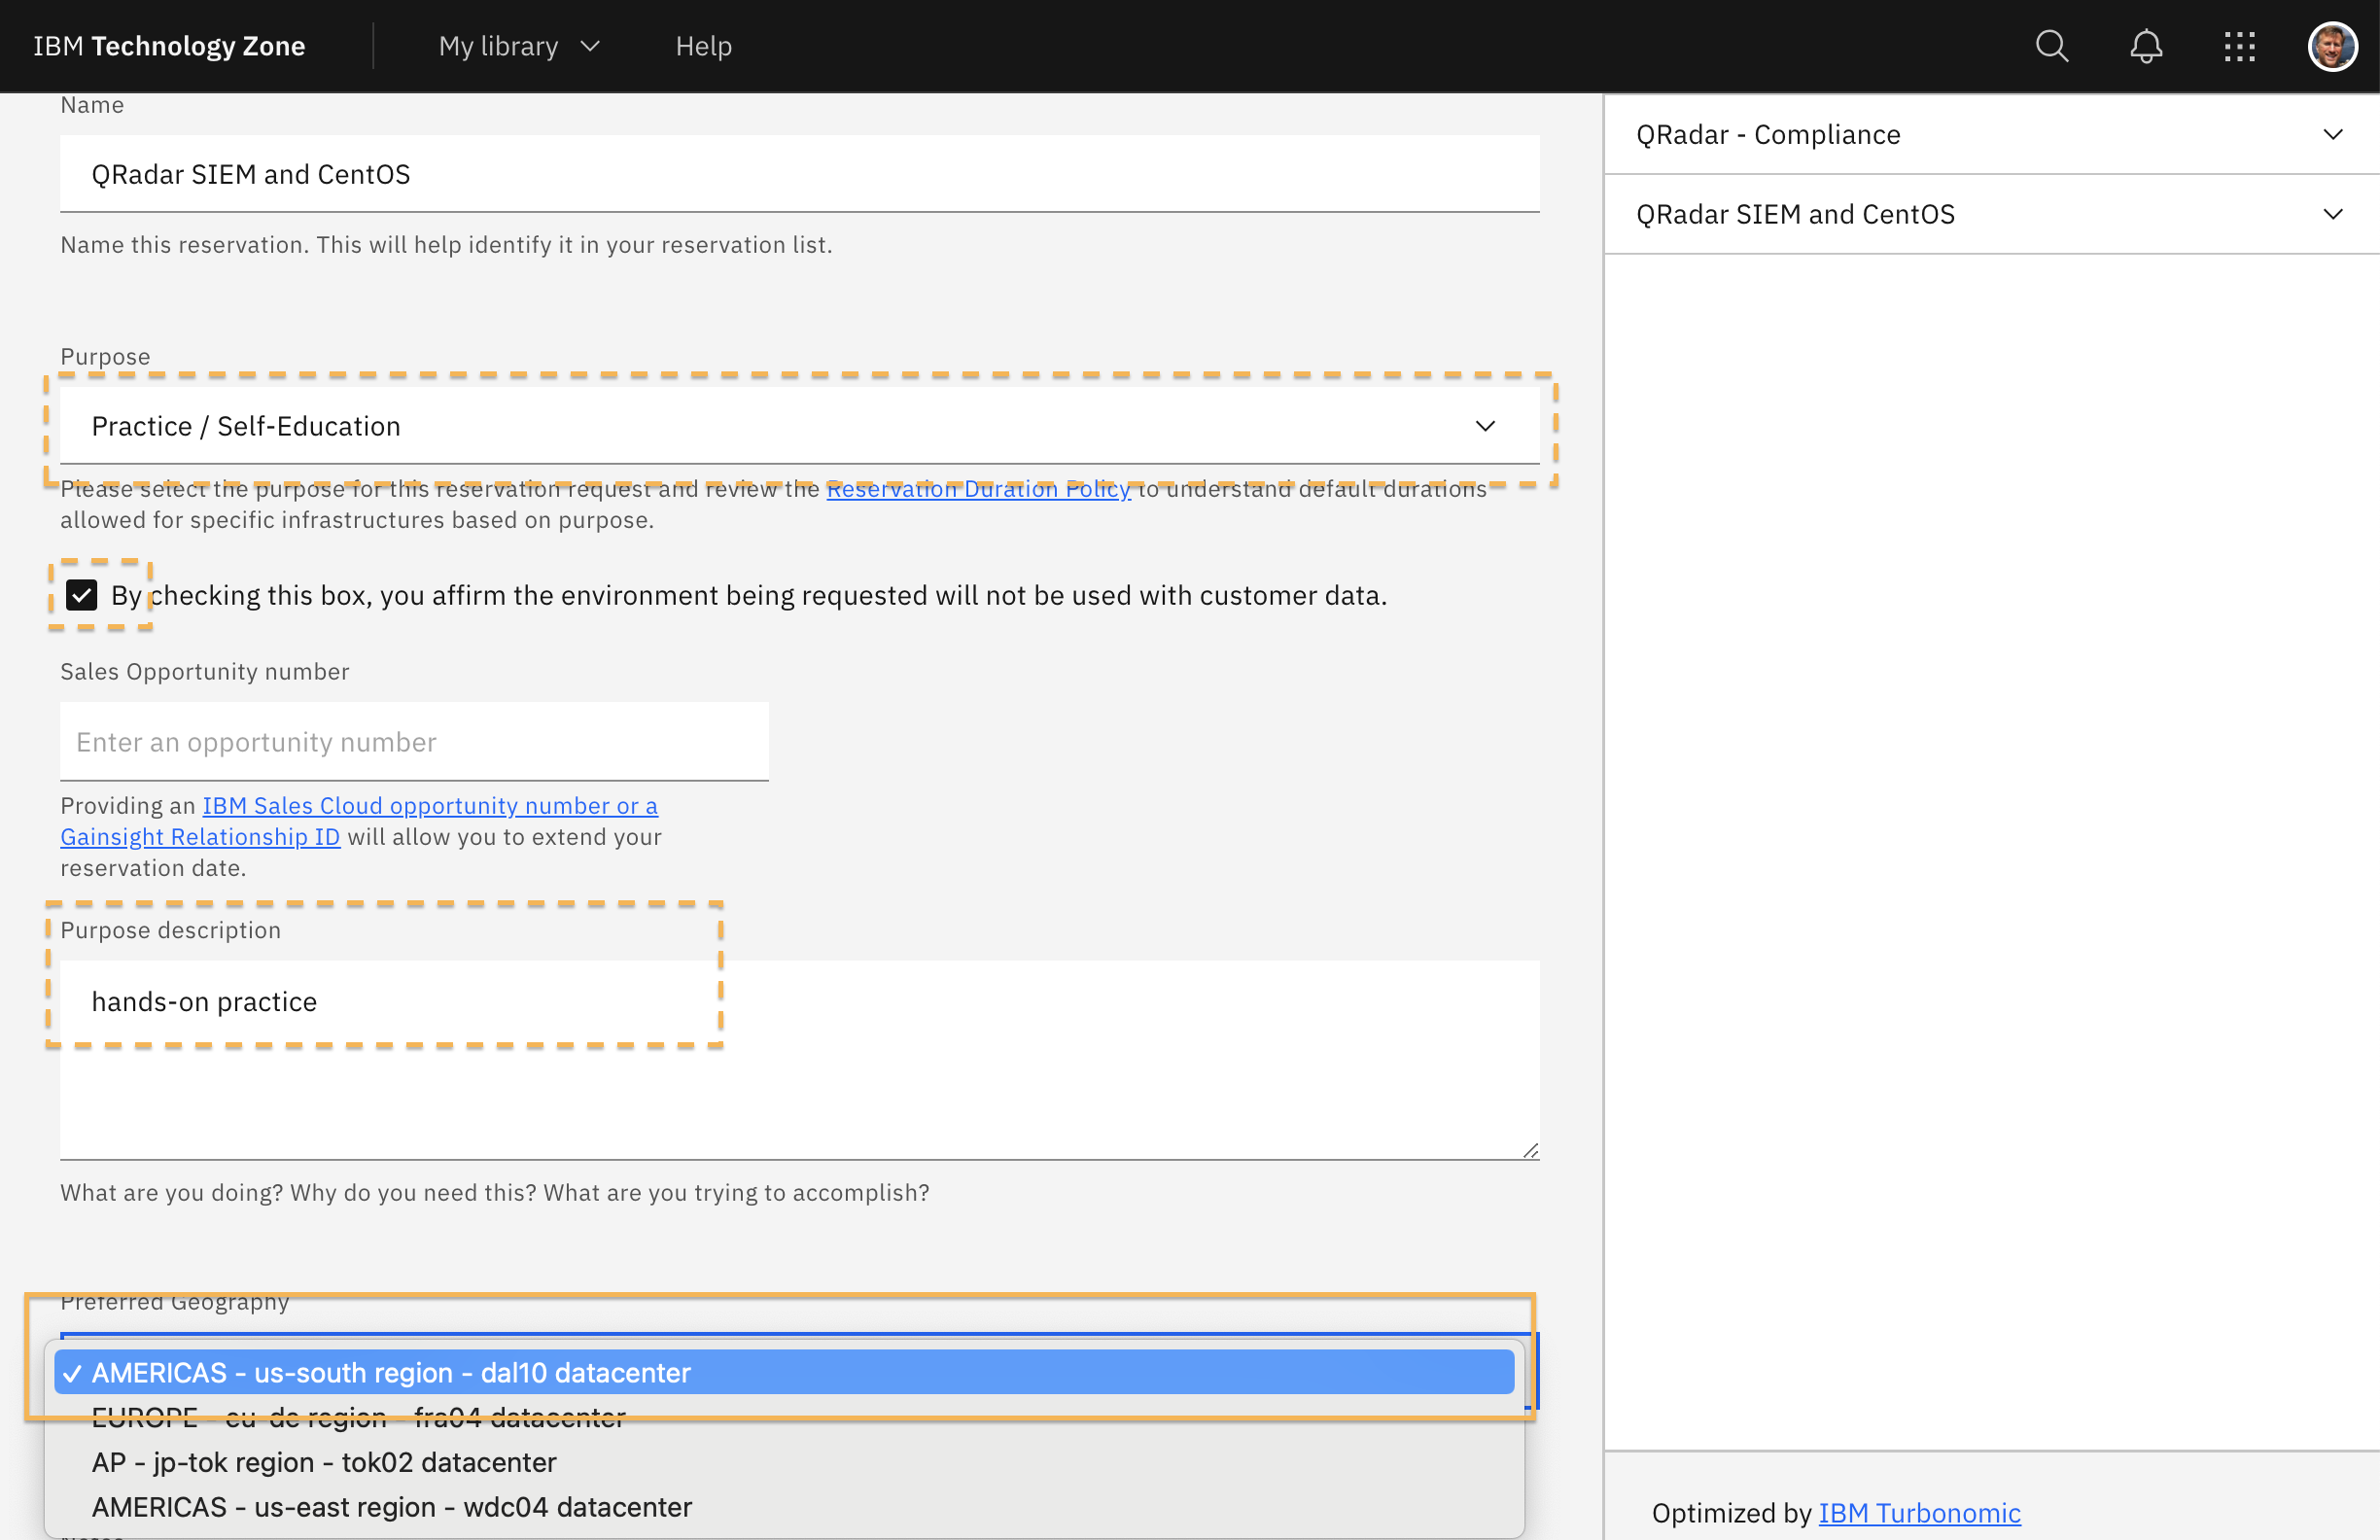 IBM Technology Zone
My library
Help
Name
QRadar SIEM and CentOS
Name this reservation. This will help identify it in your reservation list.
Purpose
Practice / Self-Education
Please select the purpose for this reservation request and review the Reservation Duration Policy to understand default durations
allowed for specific infrastructures based on purpose.
By checking this box, you affirm the environment being requested will not be used with customer data.
Sales Opportunity number
Enter an opportunity number
Providing an IBM Sales Cloud opportunity number or a
Gainsight Relationship ID will allow you to extend your
reservation date.
Purpose description
hands-on practice
What are you doing? Why do you need this? What are you trying to accomplish?
Preferred Geography
AMERICAS - us-south region - dal10 datacenter
EUROPE - eu-de region - fra04 datacenter
AP - jp-tok region - tok02 datacenter
AMERICAS - us-east region - wdc04 datacenter
QRadar - Compliance
QRadar SIEM and CentOS
Optimized by IBM Turbonomic